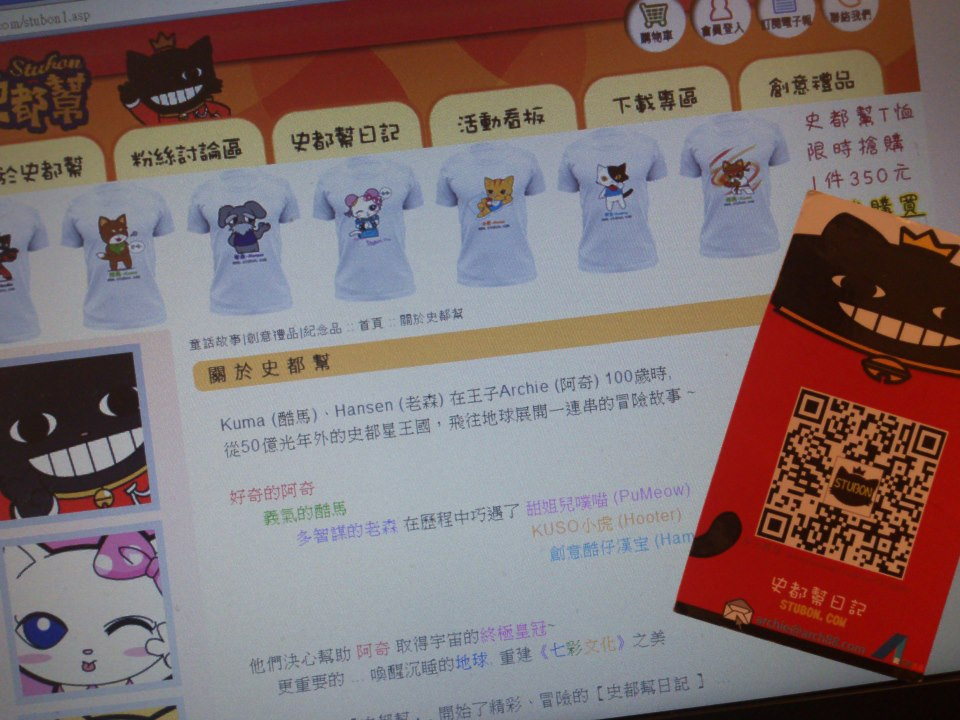 com/stubon1.asp
購物車
會員登入
訂閱電子報
聯絡我們
Stubon
史都幫
於史都幫
粉絲討論區
史都幫日記
活動看板
下載專區
創意禮品
史都幫T恤
限時搶購
1件350元
購買
童話故事|創意禮品|紀念品 :: 首頁 :: 關於史都幫
關於史都幫
Kuma (酷馬)、Hansen (老森) 在王子Archie (阿奇) 100歲時,
從50億光年外的史都星王國，飛往地球展開一連串的冒險故事 ~
好奇的阿奇
義氣的酷馬
多智謀的老森 在歷程中巧遇了 甜姐兒噗喵 (PuMeow)
KUSO小虎 (Hooter)
創意酷仔漢宝 (Ham
他們決心幫助 阿奇 取得宇宙的終極皇冠~
更重要的 ... 喚醒沉睡的地球, 重建《七彩文化》之美
史都幫」 開始了精彩、冒險的【史都幫日記 】 ...
STUBON
史都幫日記
STUBON.COM
archie@arch86.com